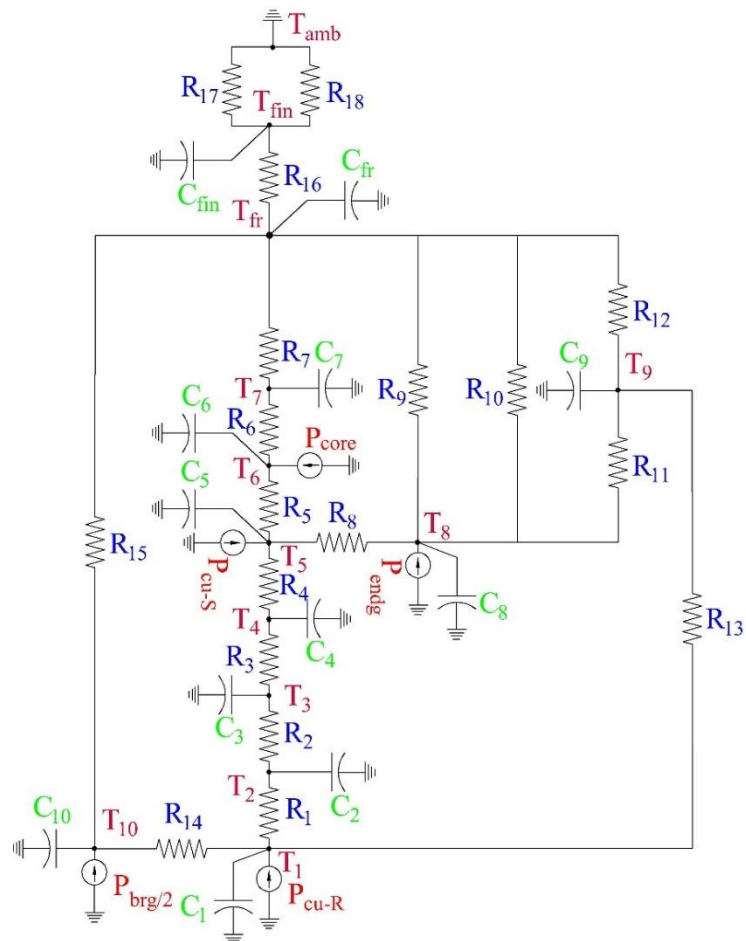 T_amb
R_17
R_18
T_fin
C_fin
R_16
C_fr
T_fr
R_12
R_7
C_7
C_9
T_9
T_7
R_9
R_10
C_6
R_6
P_core
T_6
R_11
C_5
R_5
R_8
T_8
R_15
P_cu-S
T_5
P_endg
R_4
C_8
T_4
R_13
C_4
R_3
T_3
C_3
R_2
T_2
C_2
C_10
T_10
R_14
R_1
T_1
P_brg/2
C_1
P_cu-R